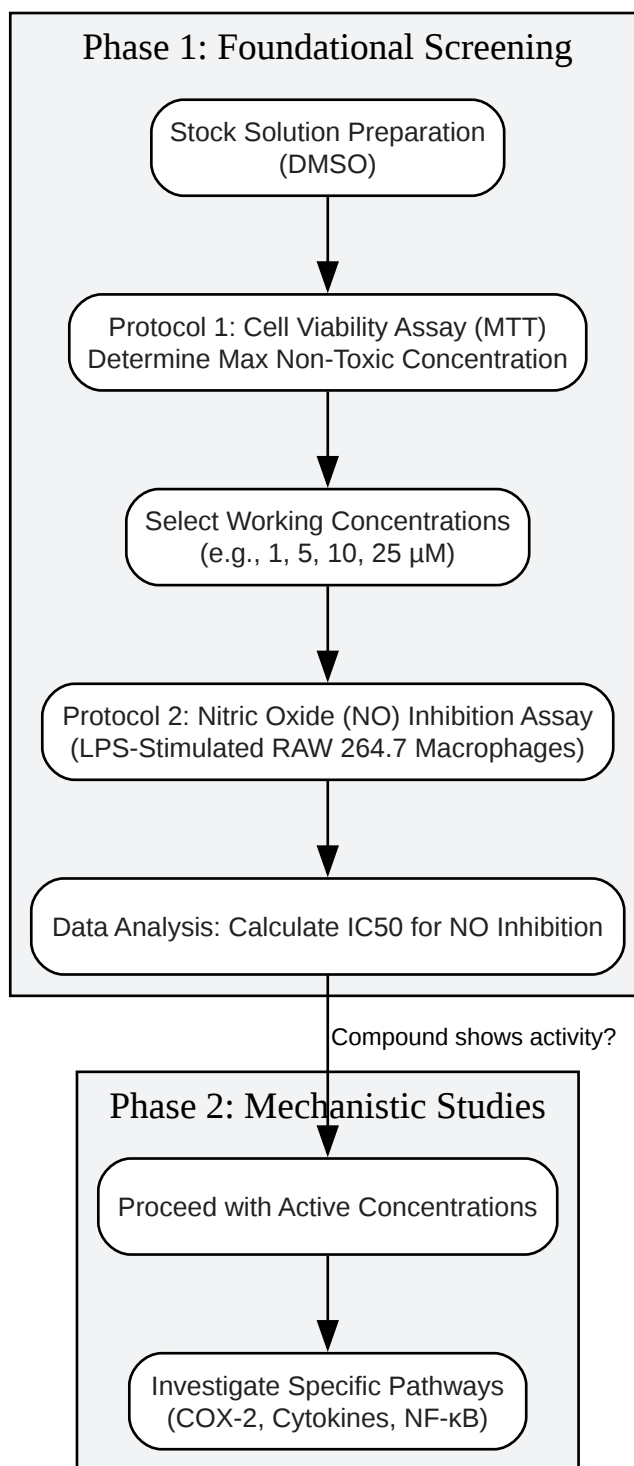 Phase 1: Foundational Screening
Stock Solution Preparation
(DMSO)
Protocol 1: Cell Viability Assay (MTT)
Determine Max Non-Toxic Concentration
Select Working Concentrations
(e.g., 1, 5, 10, 25 µM)
Protocol 2: Nitric Oxide (NO) Inhibition Assay
(LPS-Stimulated RAW 264.7 Macrophages)
Data Analysis: Calculate IC50 for NO Inhibition
Compound shows activity?
Phase 2: Mechanistic Studies
Proceed with Active Concentrations
Investigate Specific Pathways
(COX-2, Cytokines, NF-κB)